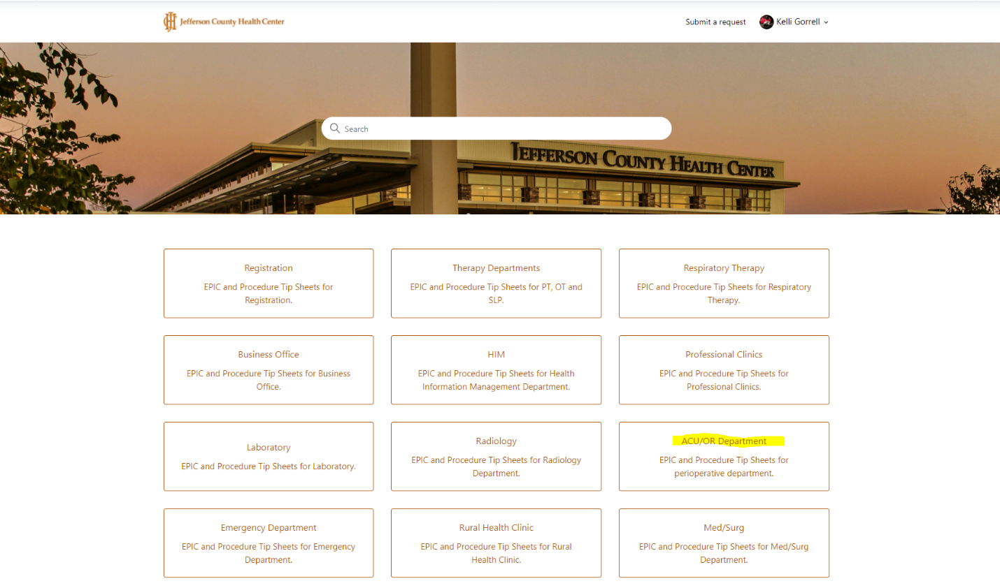 Jefferson County Health Center
Submit a request
Kelli Gorrell
Search
JEFFERSON COUNTY HEALTH CENTER
Registration
EPIC and Procedure Tip Sheets for
Registration.
Therapy Departments
EPIC and Procedure Tip Sheets for PT, OT and
SLP.
Respiratory Therapy
EPIC and Procedure Tip Sheets for Respiratory
Therapy.
Business Office
EPIC and Procedure Tip Sheets for Business
Office.
HIM
EPIC and Procedure Tip Sheets for Health
Information Management Department.
Professional Clinics
EPIC and Procedure Tip Sheets for
Professional Clinics.
Laboratory
EPIC and Procedure Tip Sheets for Laboratory.
Radiology
EPIC and Procedure Tip Sheets for Radiology
Department.
ACU/OR Department
EPIC and Procedure Tip Sheets for
perioperative department.
Emergency Department
EPIC and Procedure Tip Sheets for Emergency
Department.
Rural Health Clinic
EPIC and Procedure Tip Sheets for Rural
Health Clinic.
Med/Surg
EPIC and Procedure Tip Sheets for Med/Surg
Department.